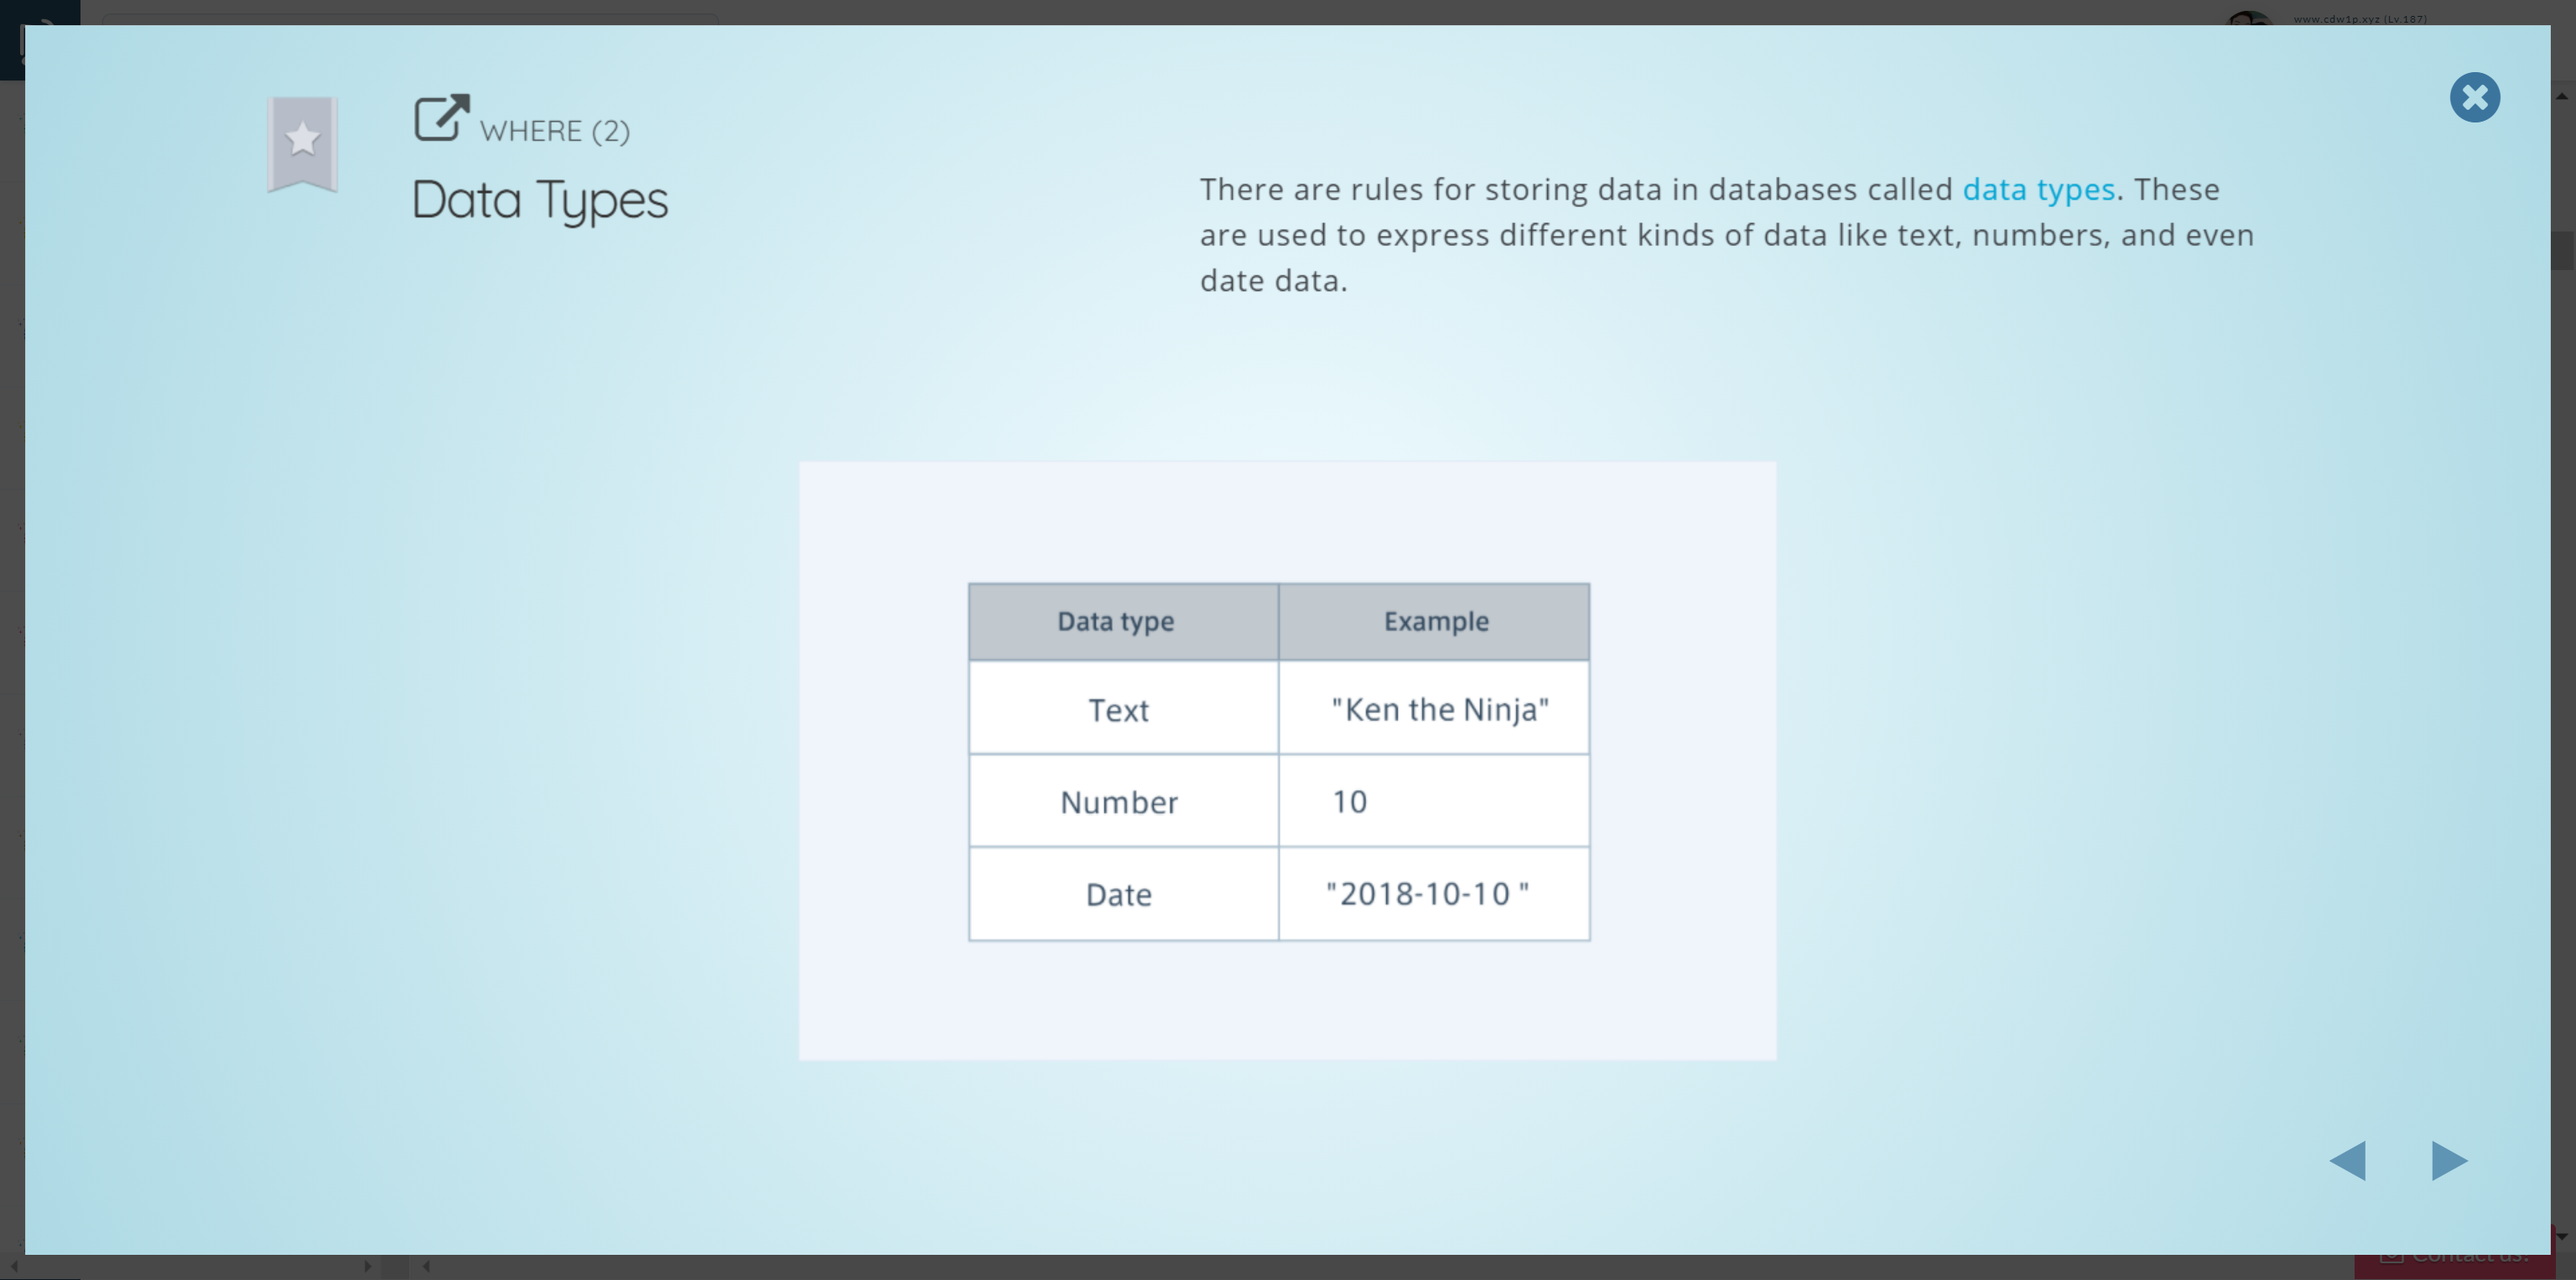 www.cdw1p.xyz (Lv.187)
WHERE (2)
Data Types
There are rules for storing data in databases called data types. These
are used to express different kinds of data like text, numbers, and even
date data.
Data type Example
Text "Ken the Ninja"
Number 10
Date "2018-10-10 "
Contact us!